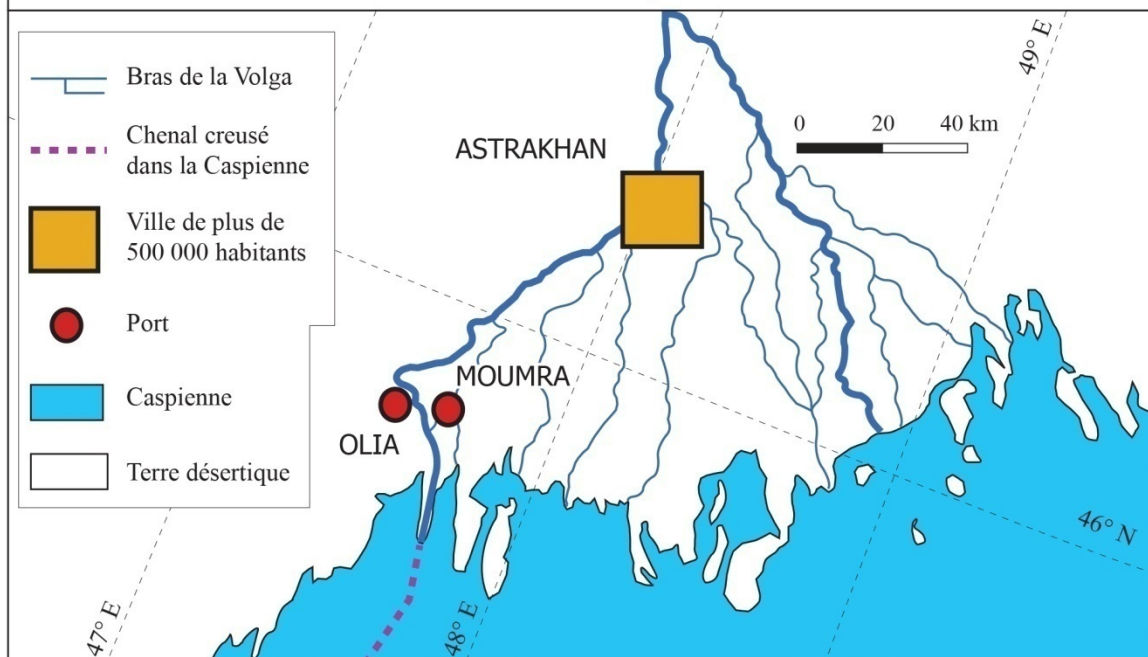 Bras de la Volga
Chenal creusé
dans la Caspienne
Ville de plus de
500 000 habitants
Port
Caspienne
Terre désertique
ASTRAKHAN
0 20 40 km
49° E
MOUMRA
OLIA
46° N
47° E
48° E